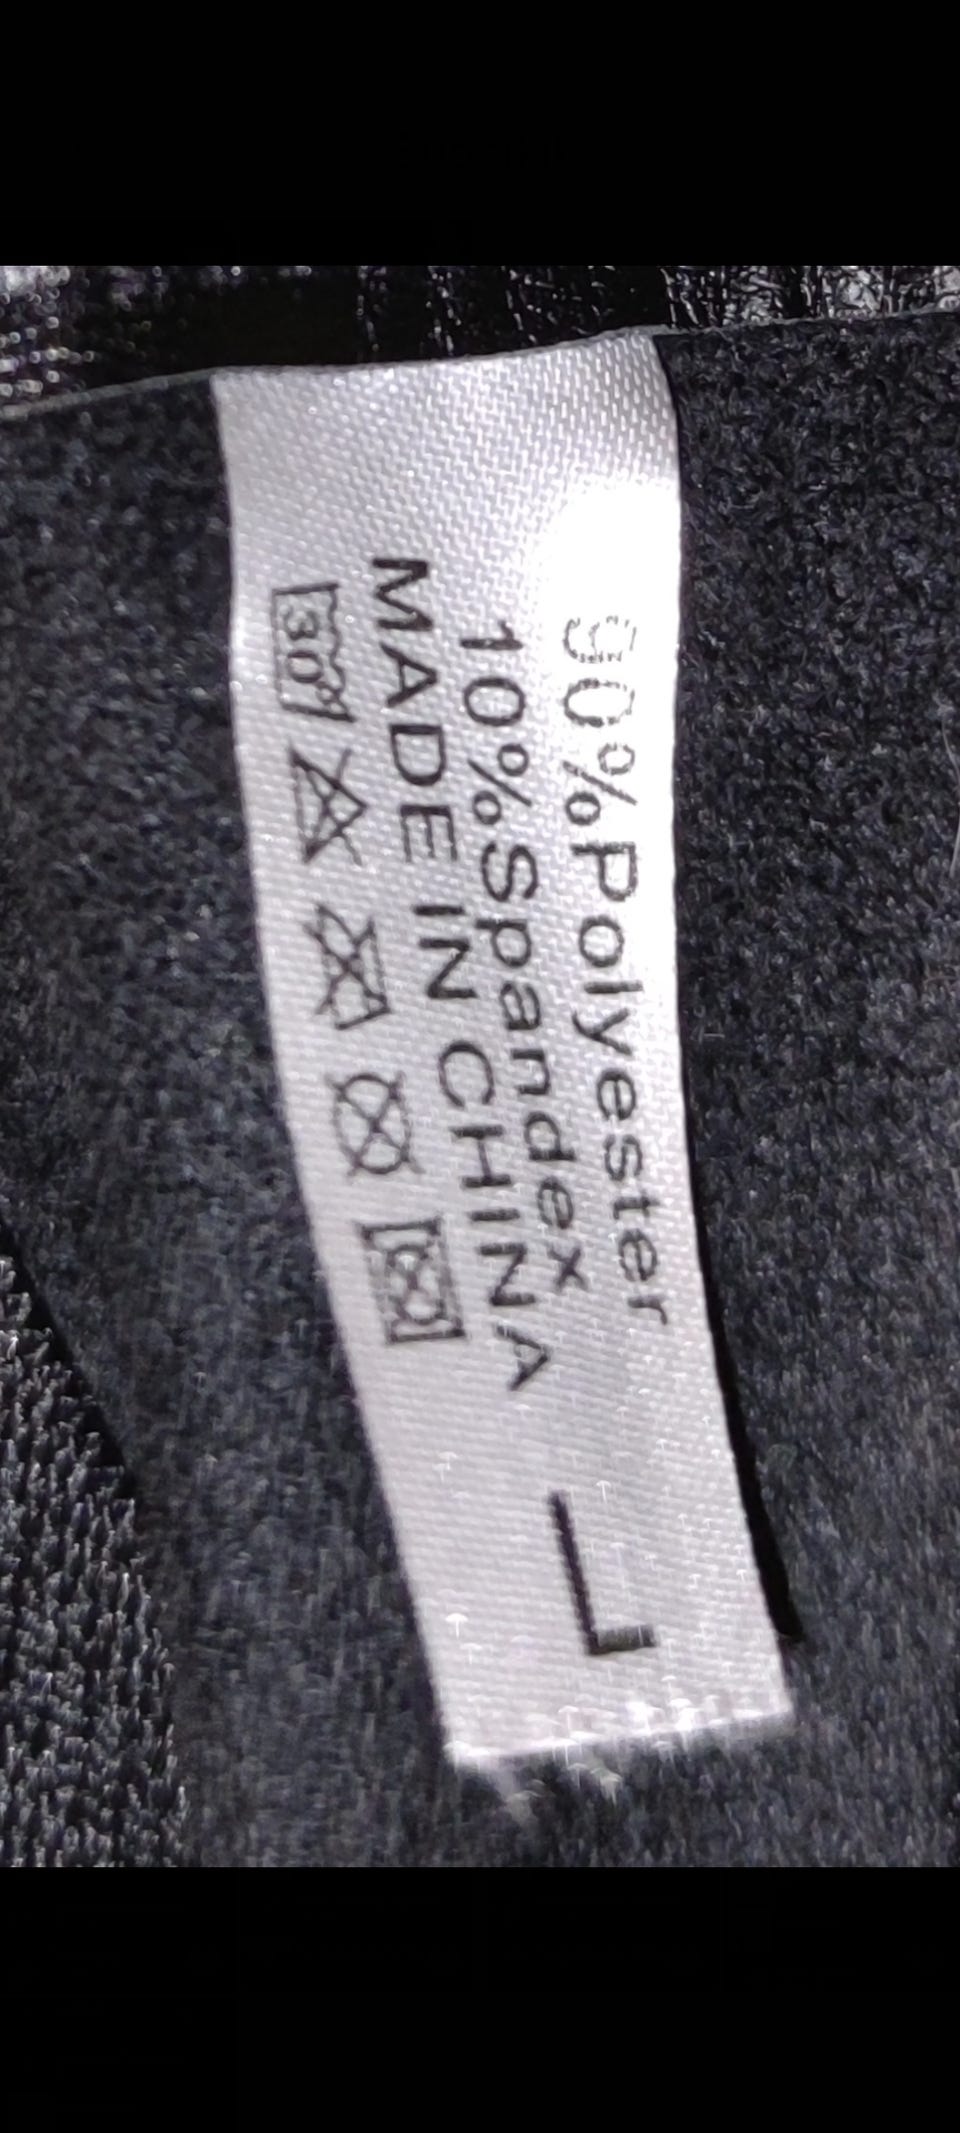 90%Polyester
10%Spandex
MADE IN CHINA
30°
L